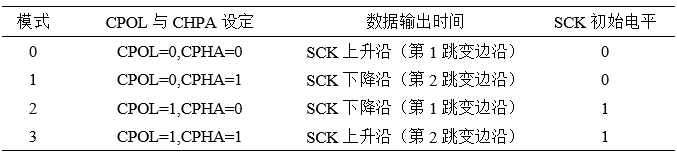 模式 CPOL 与 CHPA 设定 数据输出时间 SCK 初始电平
0 CPOL=0,CPHA=0 SCK 上升沿（第 1 跳变边沿） 0
1 CPOL=0,CPHA=1 SCK 下降沿（第 2 跳变边沿） 0
2 CPOL=1,CPHA=0 SCK 下降沿（第 1 跳变边沿） 1
3 CPOL=1,CPHA=1 SCK 上升沿（第 2 跳变边沿） 1